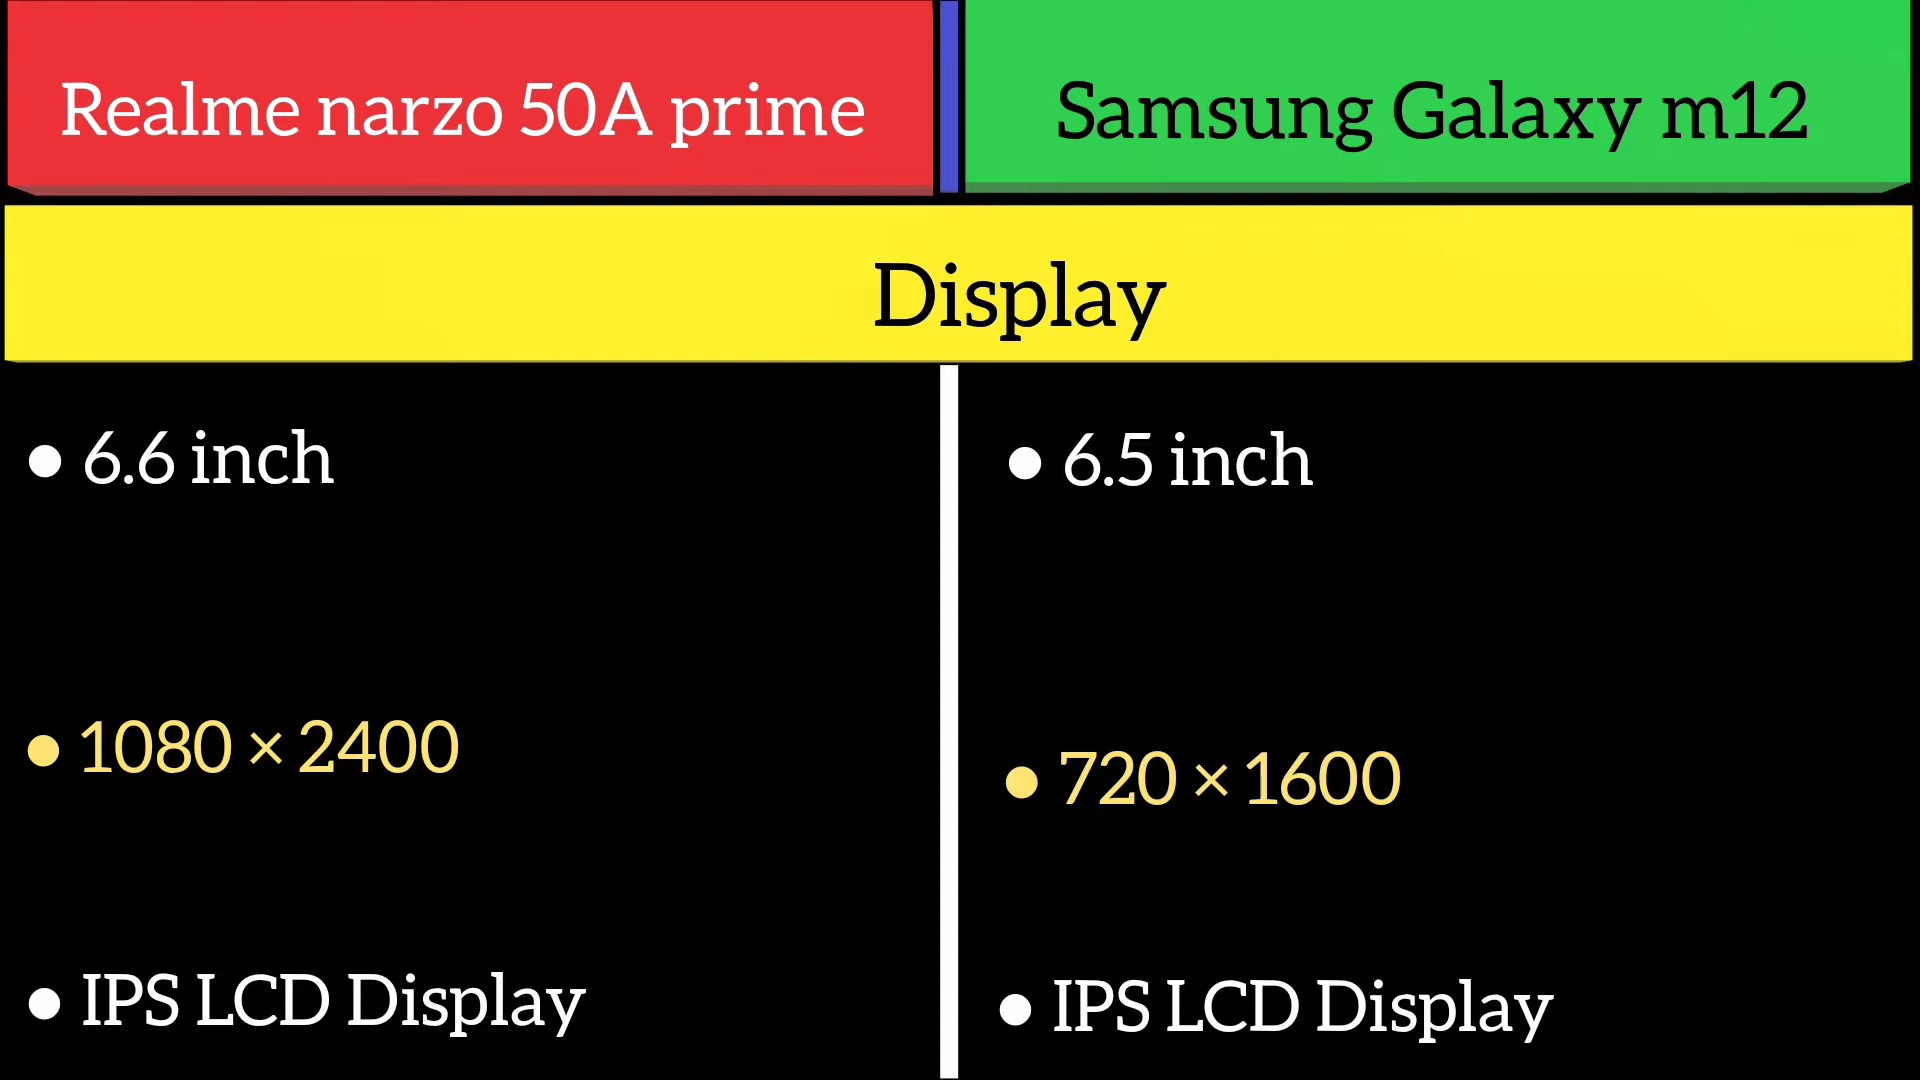 Realme narzo 50A prime
Samsung Galaxy m12
Display
• 6.6 inch
• 6.5 inch
• 1080 × 2400
• 720 × 1600
• IPS LCD Display
• IPS LCD Display